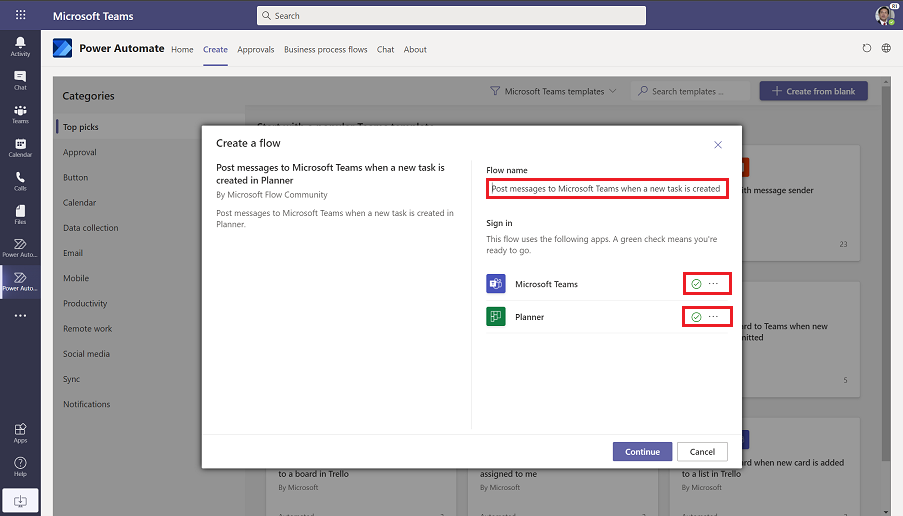 Microsoft Teams
Search
RI
Activity
Chat
Teams
Calendar
Calls
Files
Power Auto...
Power Auto...
Apps
Help
Power Automate
Home
Create
Approvals
Business process flows
Chat
About
Categories
Top picks
Approval
Button
Calendar
Data collection
Email
Mobile
Productivity
Remote work
Social media
Sync
Notifications
Microsoft Teams templates
Search templates ...
Create from blank
Create a flow
Post messages to Microsoft Teams when a new task is
created in Planner
By Microsoft Flow Community
Post messages to Microsoft Teams when a new task is created in
Planner.
Flow name
Post messages to Microsoft Teams when a new task is created
Sign in
This flow uses the following apps. A green check means you're
ready to go.
Microsoft Teams
...
Planner
...
Continue
Cancel
with message sender
23
card to Teams when new
5
card when new card is added
to a board in Trello
By Microsoft
assigned to me
By Microsoft
to a list in Trello
By Microsoft